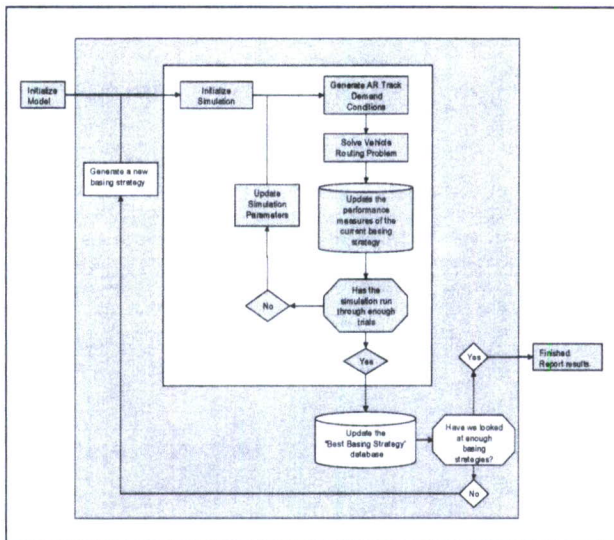 Initialize
Model
Initialize
Simulation
Generate AR Track
Demand
Conditions
Solve Vehicle
Routing Problem
Generate a new
basing strategy
Update
Simulation
Parameters
Update the
performance
measures of the
current basing
strategy
Has the
simulation run
through enough
trials
No
Yes
Update the
"Best Basing Strategy'
database
Have we looked
at enough
basing
strategies?
Yes
No
Finished.
Report results.